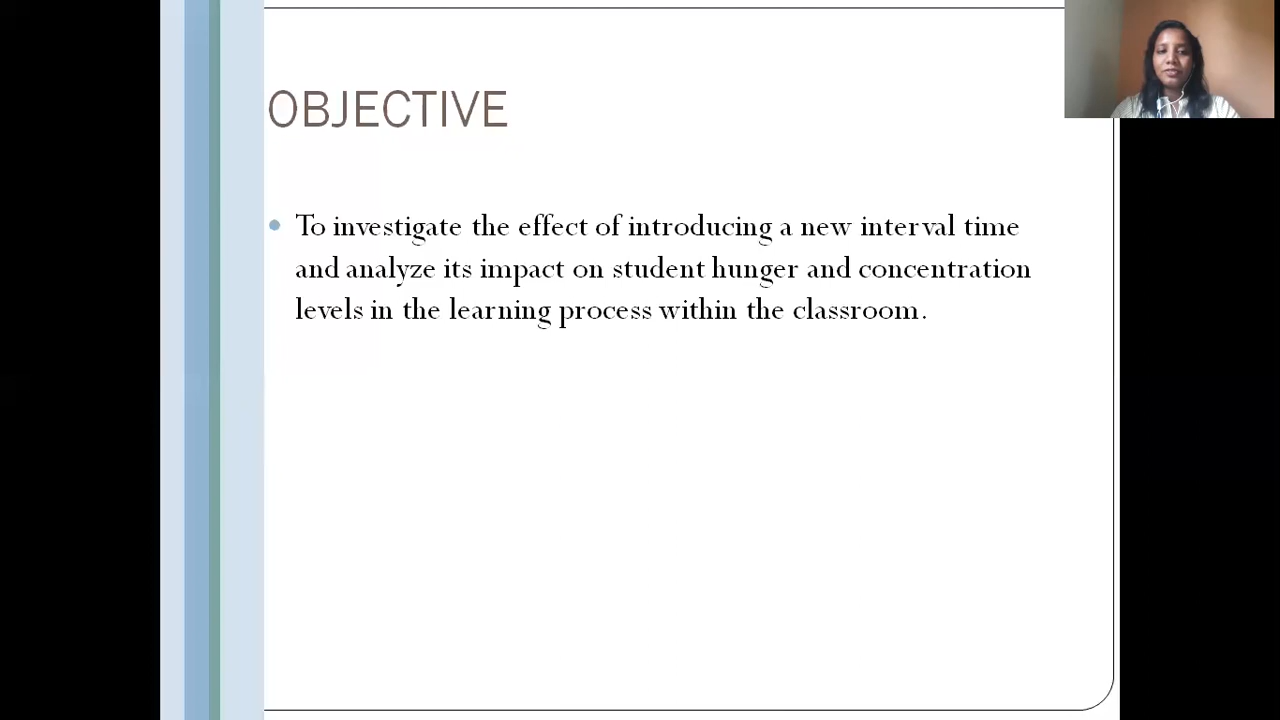 OBJECTIVE
To investigate the effect of introducing a new interval time
and analyze its impact on student hunger and concentration
levels in the learning process within the classroom.